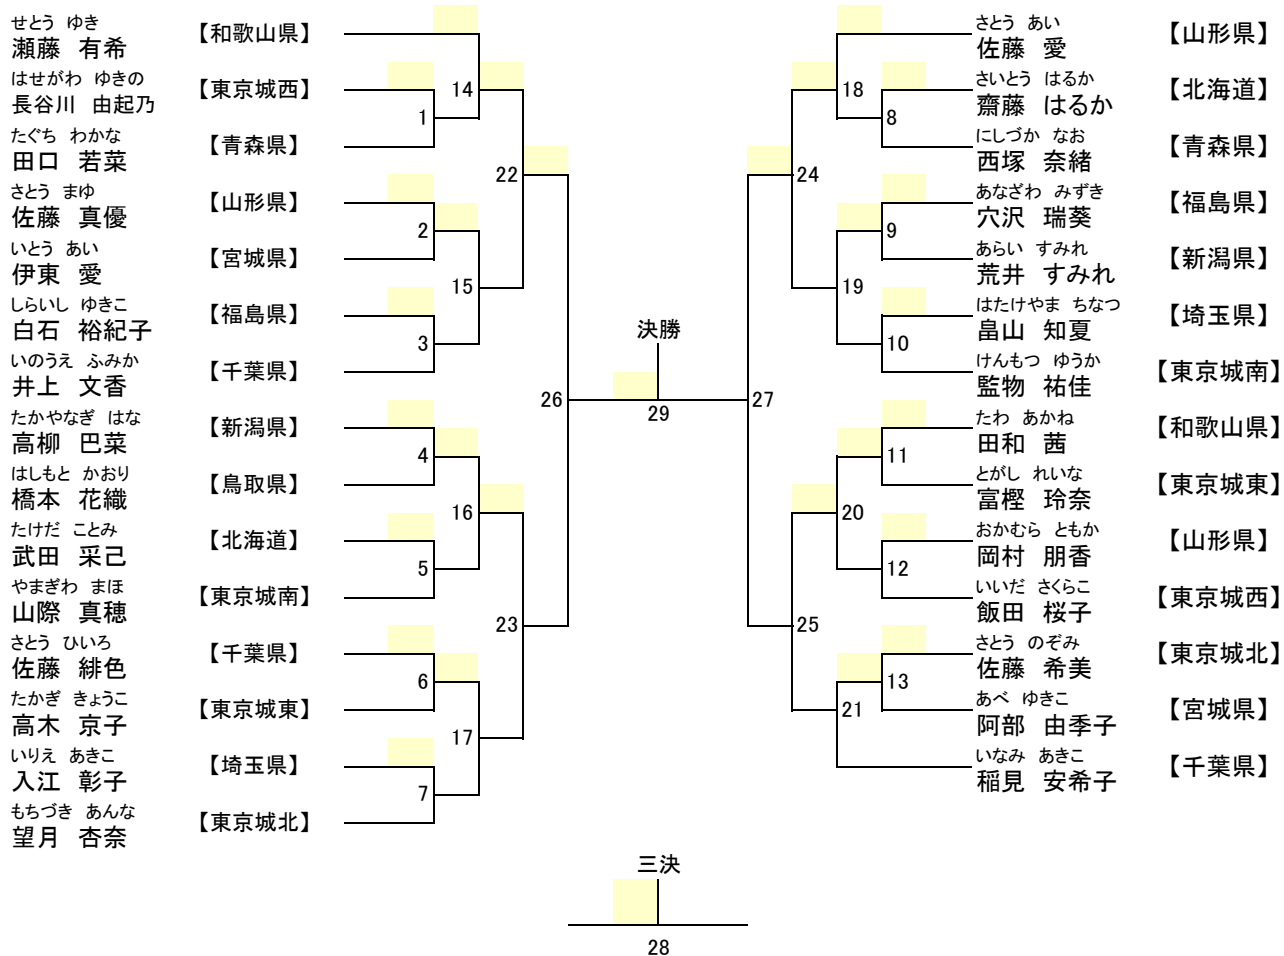 せとう ゆき
瀬藤 有希 【和歌山県】
はせがわ ゆきの
長谷川 由起乃 【東京城西】
たぐち わかな
田口 若菜 【青森県】
さとう まゆ
佐藤 真優 【山形県】
いとう あい
伊東 愛 【宮城県】
しらいし ゆきこ
白石 裕紀子 【福島県】
いのうえ ふみか
井上 文香 【千葉県】
たかやなぎ はな
高柳 巴菜 【新潟県】
はしもと かおり
橋本 花織 【鳥取県】
たけだ ことみ
武田 采己 【北海道】
やまぎわ まほ
山際 真穂 【東京城南】
さとう ひいろ
佐藤 緋色 【千葉県】
たかぎ きょうこ
高木 京子 【東京城東】
いりえ あきこ
入江 彰子 【埼玉県】
もちづき あんな
望月 杏奈 【東京城北】
1
2
3
4
5
6
7
14
15
16
17
22
23
26
決勝
29
27
24
25
18
19
20
21
8
9
10
11
12
13
さとう あい
佐藤 愛 【山形県】
さいとう はるか
齋藤 はるか 【北海道】
にしづか なお
西塚 奈緒 【青森県】
あなざわ みずき
穴沢 瑞葵 【福島県】
あらい すみれ
荒井 すみれ 【新潟県】
はたけやま ちなつ
畠山 知夏 【埼玉県】
けんもつ ゆうか
監物 祐佳 【東京城南】
たわ あかね
田和 茜 【和歌山県】
とがし れいな
富樫 玲奈 【東京城東】
おかむら ともか
岡村 朋香 【山形県】
いいだ さくらこ
飯田 桜子 【東京城西】
さとう のぞみ
佐藤 希美 【東京城北】
あべ ゆきこ
阿部 由季子 【宮城県】
いなみ あきこ
稲見 安希子 【千葉県】
三決
28